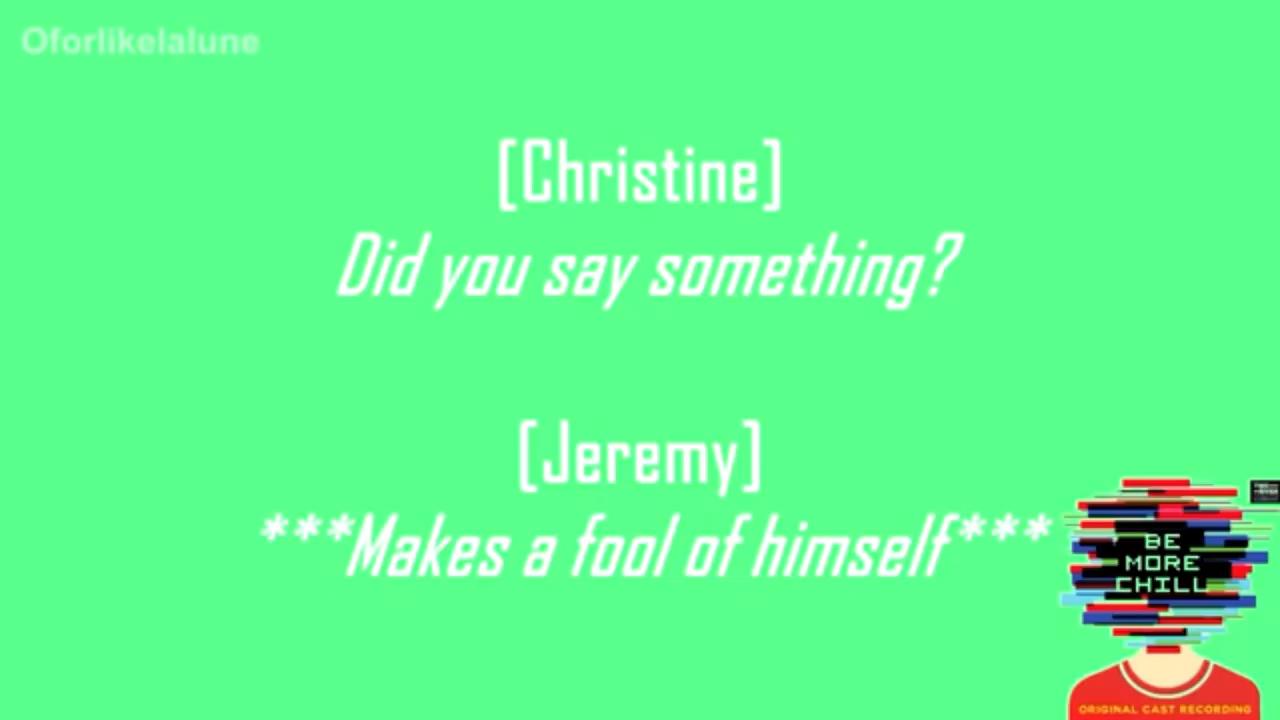 Oforlikelalune
[Christine]
Did you say something?
[Jeremy]
***Makes a fool of himself***
BE
MORE
CHILL
ORIGINAL CAST RECORDING